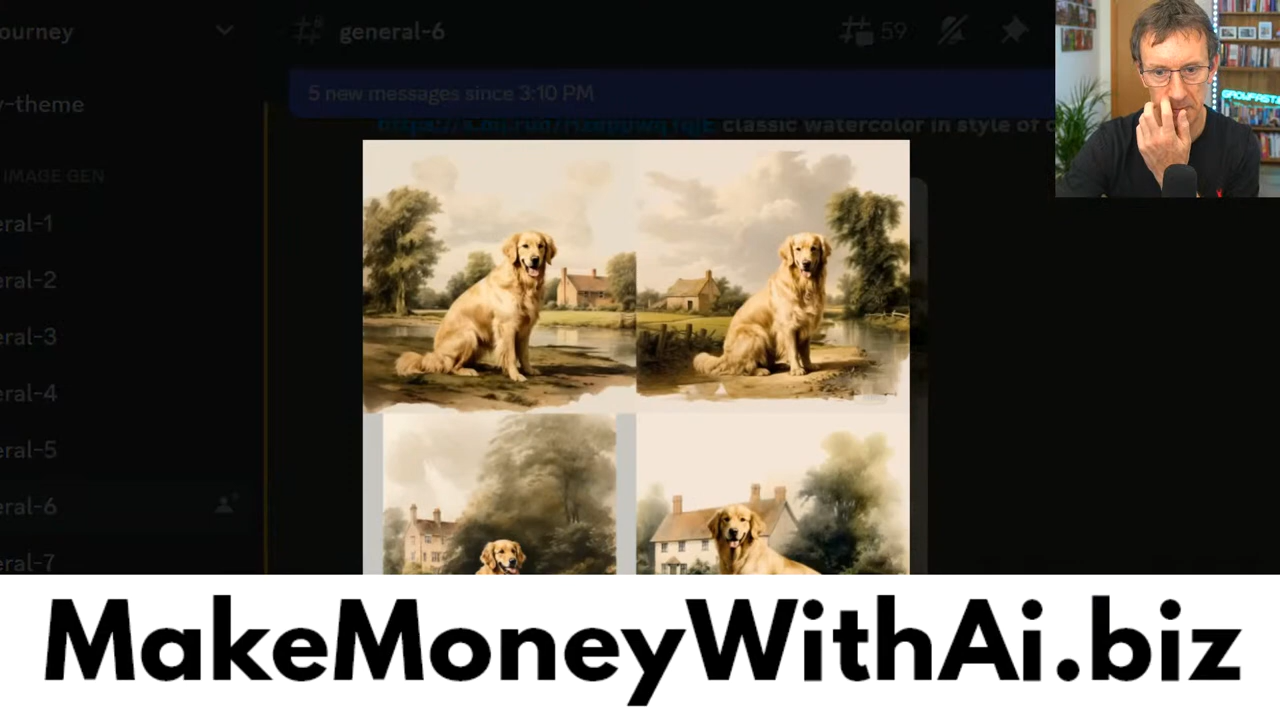 ourney
general-6
59
y-theme
5 new messages since 3:10 PM
classic watercolor in style of
IMAGE GEN
eral-1
eral-2
eral-3
eral-4
eral-5
eral-6
eral-7
MakeMoneyWithAi.biz